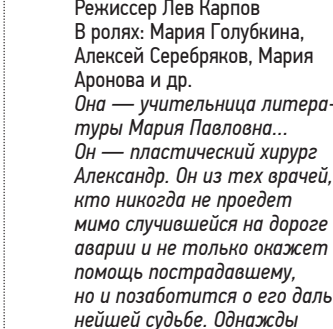 Режиссер Лев Карпов
В ролях: Мария Голубкина,
Алексей Серебряков, Мария
Аронова и др.
Она — учительница литера-
туры Мария Павловна...
Он — пластический хирург
Александр. Он из тех врачей,
кто никогда не проедет
мимо случившейся на дороге
аварии и не только окажет
помощь пострадавшему,
но и позаботится о его даль
нейшей судьбе. Однажды